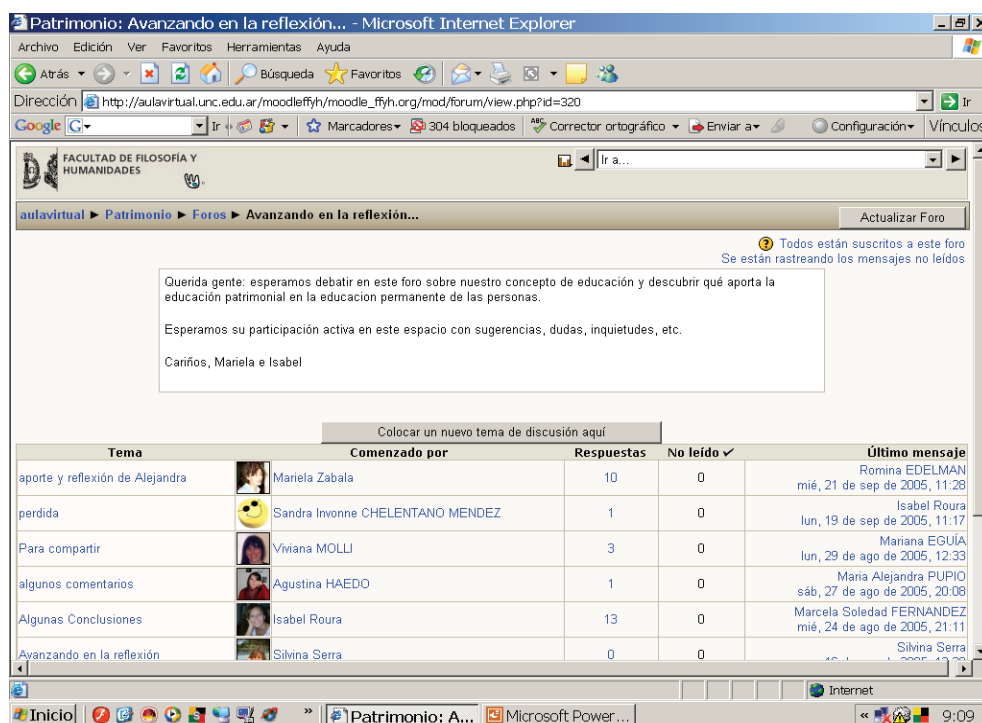 Patrimonio: Avanzando en la reflexión... - Microsoft Internet Explorer
Archivo Edición Ver Favoritos Herramientas Ayuda
Atrás Búsqueda Favoritos
Dirección http://aulavirtual.unc.edu.ar/moodleffyh/moodle_ffyh.org/mod/forum/view.php?id=320 Ir
Google G Ir Marcadores 304 bloqueados ABC Corrector ortográfico Enviar a Configuración Vínculos
FACULTAD DE FILOSOFÍA Y
HUMANIDADES
Ir a...
aulavirtual ► Patrimonio ► Foros ► Avanzando en la reflexión... Actualizar Foro
Todos están suscritos a este foro
Se están rastreando los mensajes no leídos
Querida gente: esperamos debatir en este foro sobre nuestro concepto de educación y descubrir qué aporta la
educación patrimonial en la educacion permanente de las personas.
Esperamos su participación activa en este espacio con sugerencias, dudas, inquietudes, etc.
Cariños, Mariela e Isabel
Colocar un nuevo tema de discusión aquí
Tema Comenzado por Respuestas No leído ✓ Último mensaje
aporte y reflexión de Alejandra Mariela Zabala 10 0 Romina EDELMAN
mié, 21 de sep de 2005, 11:28
perdida Sandra Invonne CHELENTANO MENDEZ 1 0 Isabel Roura
lun, 19 de sep de 2005, 11:17
Para compartir Viviana MOLLI 3 0 Mariana EGUÍA
lun, 29 de ago de 2005, 12:33
algunos comentarios Agustina HAEDO 1 0 Maria Alejandra PUPIO
sáb, 27 de ago de 2005, 20:08
Algunas Conclusiones Isabel Roura 13 0 Marcela Soledad FERNANDEZ
mié, 24 de ago de 2005, 21:11
Avanzando en la reflexión Silvina Serra 0 0 Silvina Serra
Internet
Inicio » Patrimonio: A... Microsoft Power... « 9:09